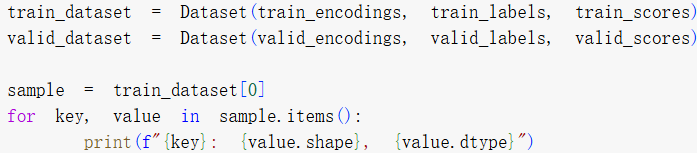 train_dataset = Dataset(train_encodings, train_labels, train_scores)
valid_dataset = Dataset(valid_encodings, valid_labels, valid_scores)

sample = train_dataset[0]
for key, value in sample.items():
    print(f"{key}: {value.shape}, {value.dtype}")